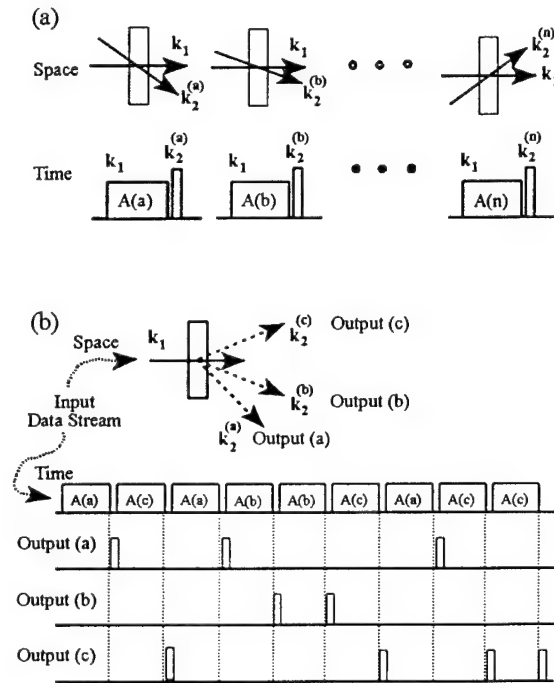 (a)
Space
k1
k2(a)
k1
k2(b)
k2(n)
k
Time
k1
k2(a)
A(a)
k1
k2(b)
A(b)
k1
k2(n)
A(n)
(b)
Space
k1
k2(c) Output (c)
k2(b) Output (b)
k2(a) Output (a)
Input
Data Stream
Time
A(a) A(c) A(a) A(b) A(b) A(c) A(a) A(c) A(c)
Output (a)
Output (b)
Output (c)